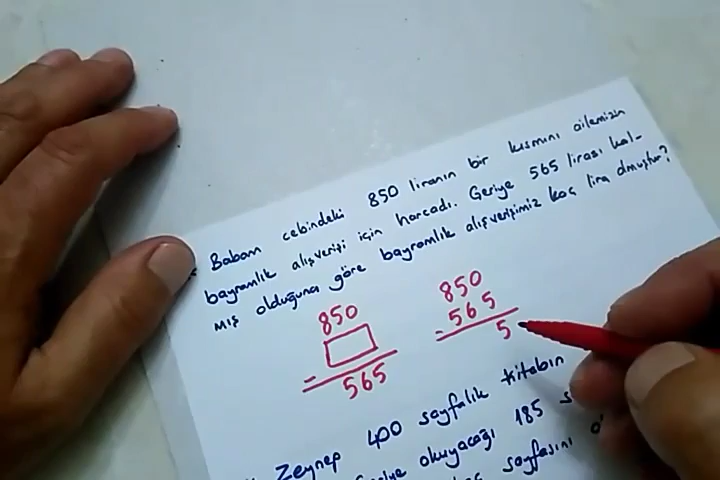 Babam cebindeki 850 liranın bir kısmını ailemizin
bayramlık alışverişi için harcadı. Geriye 565 lirası kal-
mış olduğuna göre bayramlık alışverişimiz kaç lira olmuştur?
850
-
565
850
- 565
5
Zeynep 400 sayfalık kitabın
okuyacağı 185 s
sayfasını o